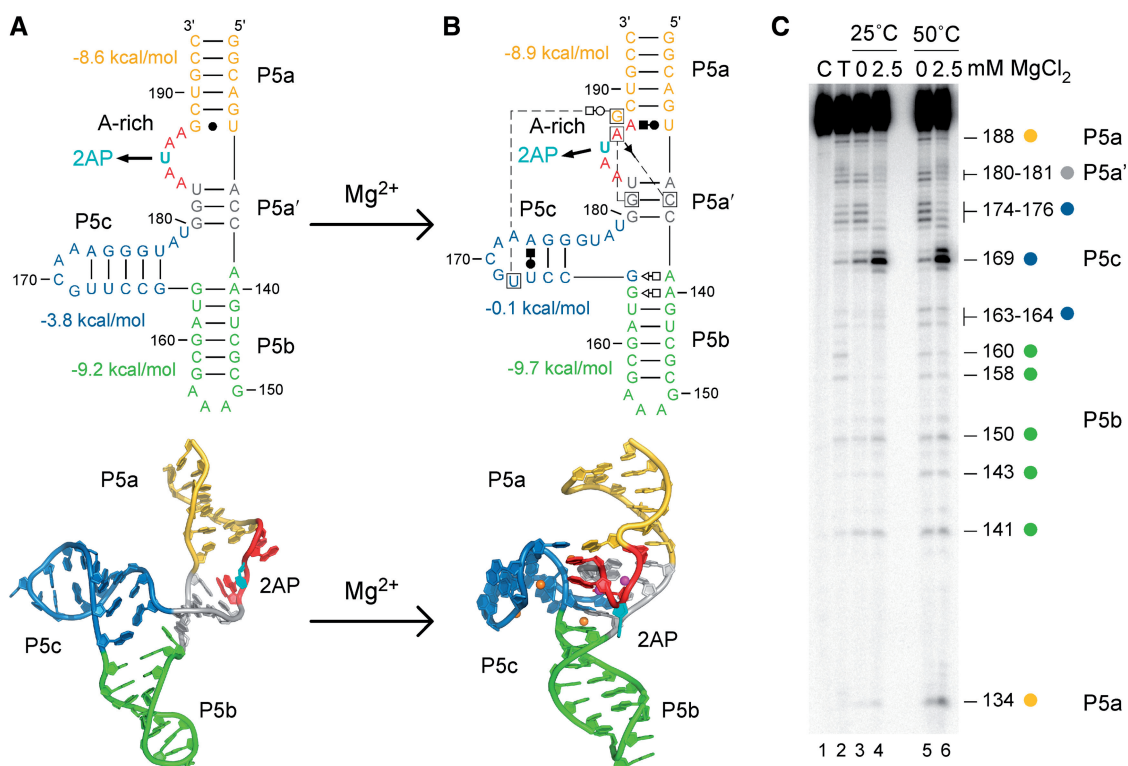 A
B
C
3' 5'
C G
C G
G C
U A
C G
G U
-8.6 kcal/mol
P5a
190
A-rich
A
A
U
A
A
2AP
U A
G C
G C
P5a′
P5c
180
A A G G G U A U
A
C
170
G U U C C G
G A
A
140
-3.8 kcal/mol
U G
A U
G C
C G
G C
A G
A A A
160
150
P5b
-9.2 kcal/mol
Mg2+
3' 5'
C G
C G
G C
U A
C G
A U
-8.9 kcal/mol
P5a
190
A-rich
G
A
U
A
A
2AP
U A
G C
G C
P5a′
P5c
180
A A G G G U A U
A
C
170
G U U C C G A
G A
140
-0.1 kcal/mol
U G
A U
G C
C G
G C
A G
A A A
160
150
P5b
-9.7 kcal/mol
25°C 50°C
C T 0 2.5 0 2.5 mM MgCl2
188 P5a
180-181 P5a’
174-176
169 P5c
163-164
160
158
150 P5b
143
141
134 P5a
1 2 3 4 5 6
P5a
2AP
P5c
P5b
Mg2+
P5a
2AP
P5c
P5b